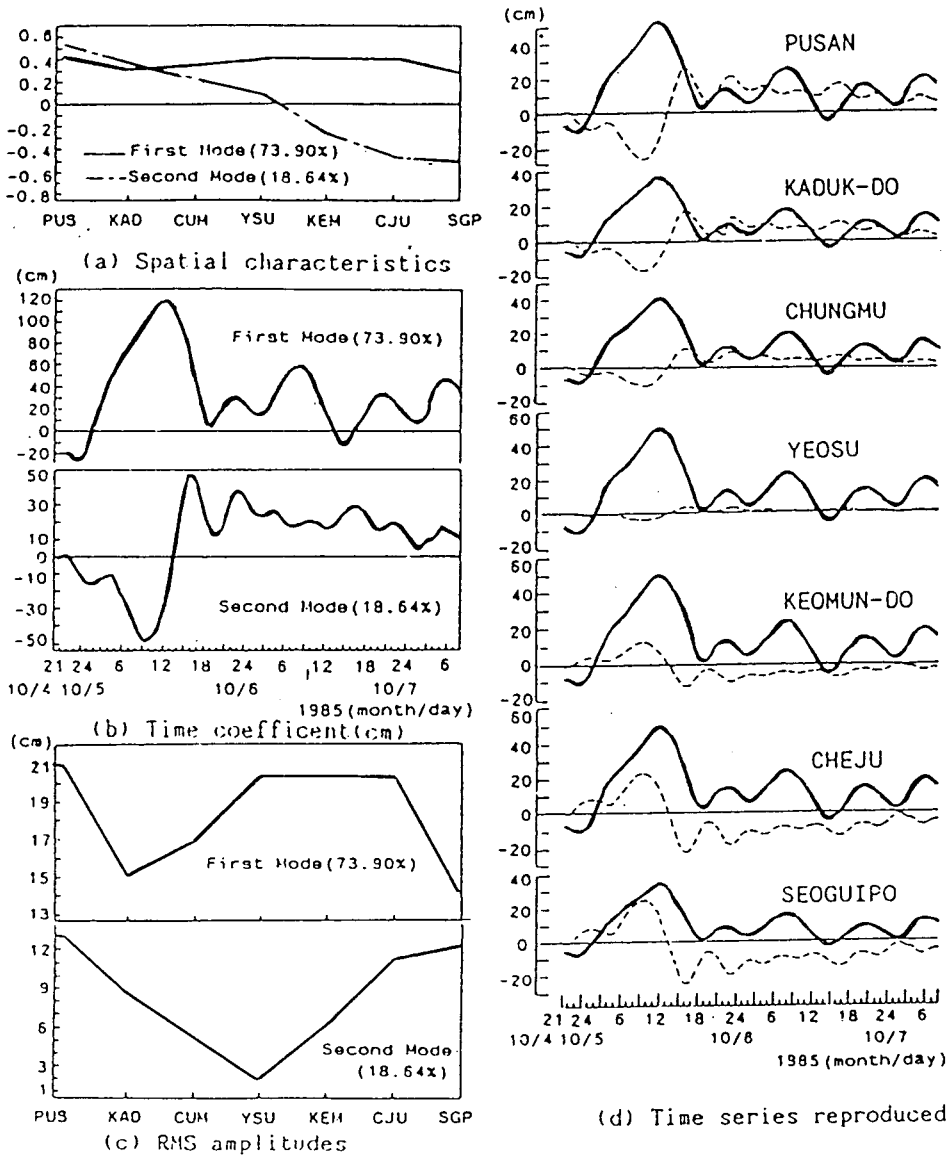 (cm)
0.6
0.4
0.2
0
-0.2
-0.4
-0.6
-0.8
First Mode(73.90%)
Second Mode(18.64%)
PUS KAD CUM YSU KEM CJU SGP
(a) Spatial characteristics
(cm)
120
100
80
60
40
20
0
-20
First Mode(73.90%)
50
30
10
0
-10
-30
-50
Second Mode(18.64%)
21 24 6 12 18 24 6 12 18 24 6
10/4 10/5 10/6 10/7
1985(month/day)
(b) Time coefficent(cm)
(cm)
21
19
17
15
13
First Mode(73.90%)
12
9
6
3
1
Second Mode
(18.64%)
PUS KAD CUM YSU KEM CJU SGP
(c) RMS amplitudes
(cm)
PUSAN
40
20
0
-20
KADUK-DO
40
20
0
-20
CHUNGMU
40
20
0
-20
YEOSU
60
40
20
0
-20
KEOMUN-DO
60
40
20
0
-20
CHEJU
60
40
20
0
-20
SEOGUIPO
40
20
0
-20
21 24 6 12 18 24 6 12 18 24 6
10/4 10/5 10/6 10/7
1985(month/day)
(d) Time series reproduced